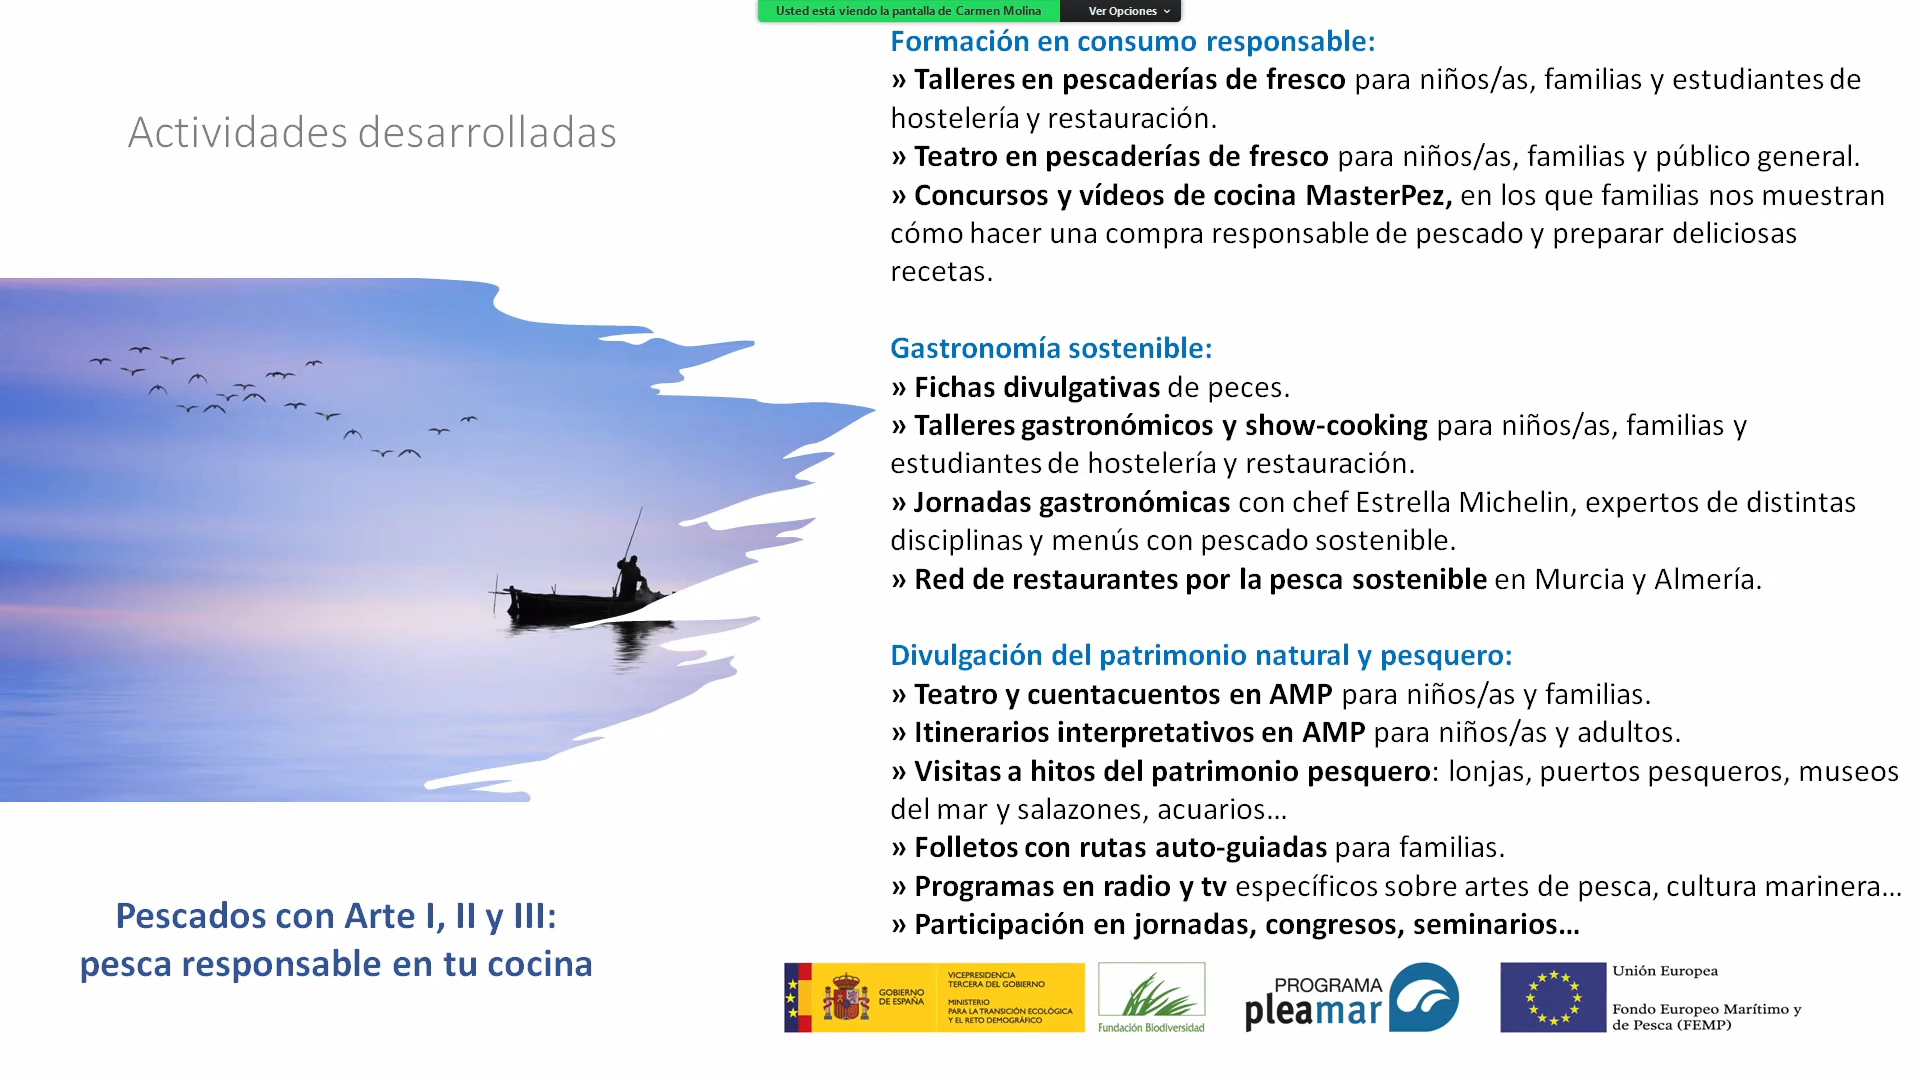 Usted está viendo la pantalla de Carmen Molina
Ver Opciones
Actividades desarrolladas
Formación en consumo responsable:
» Talleres en pescaderías de fresco para niños/as, familias y estudiantes de
hostelería y restauración.
» Teatro en pescaderías de fresco para niños/as, familias y público general.
» Concursos y vídeos de cocina MasterPez, en los que familias nos muestran
cómo hacer una compra responsable de pescado y preparar deliciosas
recetas.
Gastronomía sostenible:
» Fichas divulgativas de peces.
» Talleres gastronómicos y show-cooking para niños/as, familias y
estudiantes de hostelería y restauración.
» Jornadas gastronómicas con chef Estrella Michelin, expertos de distintas
disciplinas y menús con pescado sostenible.
» Red de restaurantes por la pesca sostenible en Murcia y Almería.
Divulgación del patrimonio natural y pesquero:
» Teatro y cuentacuentos en AMP para niños/as y familias.
» Itinerarios interpretativos en AMP para niños/as y adultos.
» Visitas a hitos del patrimonio pesquero: lonjas, puertos pesqueros, museos
del mar y salazones, acuarios...
» Folletos con rutas auto-guiadas para familias.
» Programas en radio y tv específicos sobre artes de pesca, cultura marinera...
» Participación en jornadas, congresos, seminarios...
Pescados con Arte I, II y III:
pesca responsable en tu cocina
GOBIERNO
DE ESPAÑA
VICEPRESIDENCIA
TERCERA DEL GOBIERNO
MINISTERIO
PARA LA TRANSICIÓN ECOLÓGICA
Y EL RETO DEMOGRÁFICO
Fundación Biodiversidad
PROGRAMA
pleamar
Unión Europea
Fondo Europeo Marítimo y
de Pesca (FEMP)